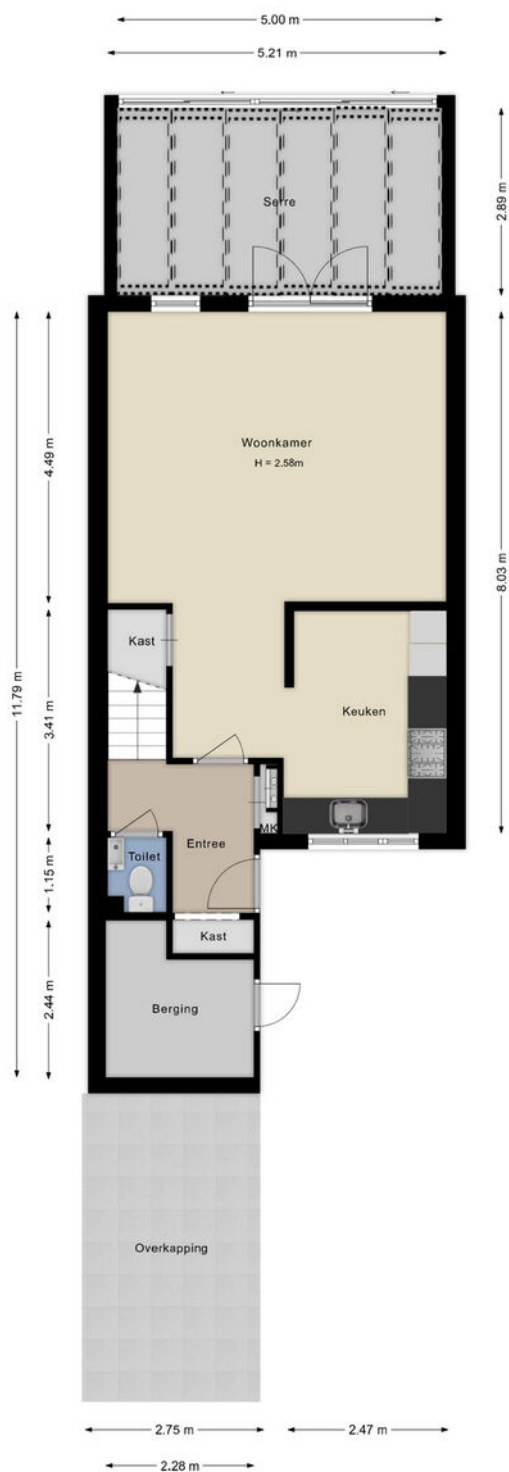 5.00 m
5.21 m
2.89 m
Serre
Woonkamer
H = 2.58m
4.49 m
8.03 m
Kast
11.79 m
3.41 m
Keuken
MK
Entree
Toilet
1.15 m
Kast
2.44 m
Berging
Overkapping
2.75 m
2.47 m
2.28 m